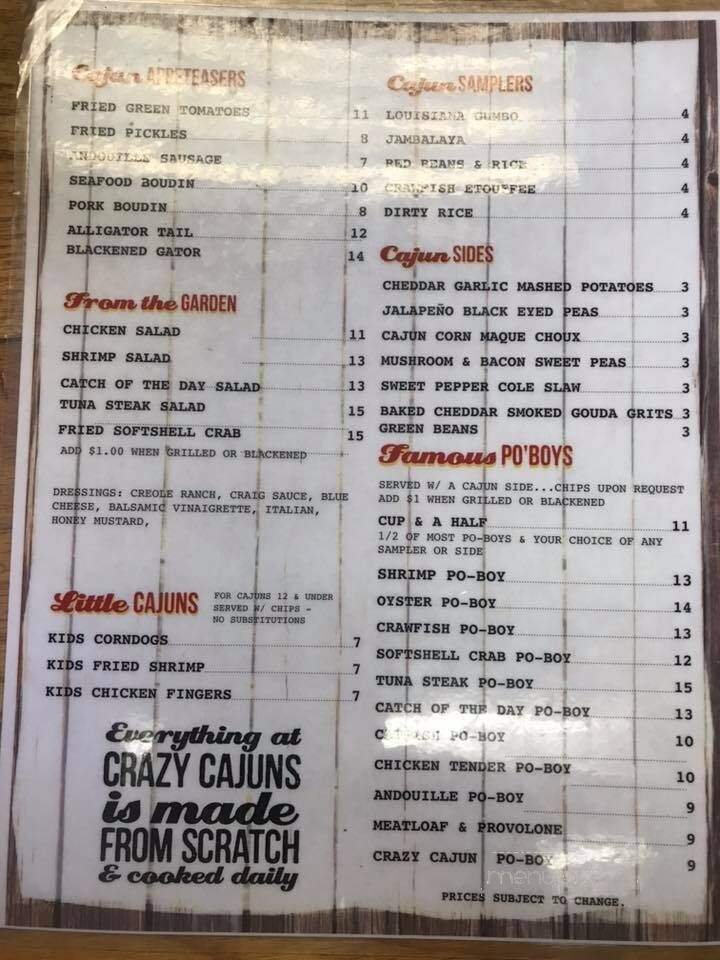 Cajun APPETEASERS
FRIED GREEN TOMATOES 11
FRIED PICKLES 8
ANDOUILLE SAUSAGE 7
SEAFOOD BOUDIN 10
PORK BOUDIN 8
ALLIGATOR TAIL 12
BLACKENED GATOR 14
From the GARDEN
CHICKEN SALAD 11
SHRIMP SALAD 13
CATCH OF THE DAY SALAD 13
TUNA STEAK SALAD 15
FRIED SOFTSHELL CRAB 15
ADD $1.00 WHEN GRILLED OR BLACKENED
DRESSINGS: CREOLE RANCH, CRAIG SAUCE, BLUE
CHEESE, BALSAMIC VINAIGRETTE, ITALIAN,
HONEY MUSTARD,
Little CAJUNS
FOR CAJUNS 12 & UNDER
SERVED W/ CHIPS -
NO SUBSTITUTIONS
KIDS CORNDOGS 7
KIDS FRIED SHRIMP 7
KIDS CHICKEN FINGERS 7
Everything at
CRAZY CAJUNS
is made
FROM SCRATCH
& cooked daily
Cajun SAMPLERS
LOUISIANA GUMBO 4
JAMBALAYA 4
RED BEANS & RICE 4
CRAWFISH ETOUFFEE 4
DIRTY RICE 4
Cajun SIDES
CHEDDAR GARLIC MASHED POTATOES 3
JALAPEÑO BLACK EYED PEAS 3
CAJUN CORN MAQUE CHOUX 3
MUSHROOM & BACON SWEET PEAS 3
SWEET PEPPER COLE SLAW 3
BAKED CHEDDAR SMOKED GOUDA GRITS 3
GREEN BEANS 3
Famous PO'BOYS
SERVED W/ A CAJUN SIDE...CHIPS UPON REQUEST
ADD $1 WHEN GRILLED OR BLACKENED
CUP & A HALF 11
1/2 OF MOST PO-BOYS & YOUR CHOICE OF ANY
SAMPLER OR SIDE
SHRIMP PO-BOY 13
OYSTER PO-BOY 14
CRAWFISH PO-BOY 13
SOFTSHELL CRAB PO-BOY 12
TUNA STEAK PO-BOY 15
CATCH OF THE DAY PO-BOY 13
CATFISH PO-BOY 10
CHICKEN TENDER PO-BOY 10
ANDOUILLE PO-BOY 9
MEATLOAF & PROVOLONE 9
CRAZY CAJUN PO-BOY 9
PRICES SUBJECT TO CHANGE.